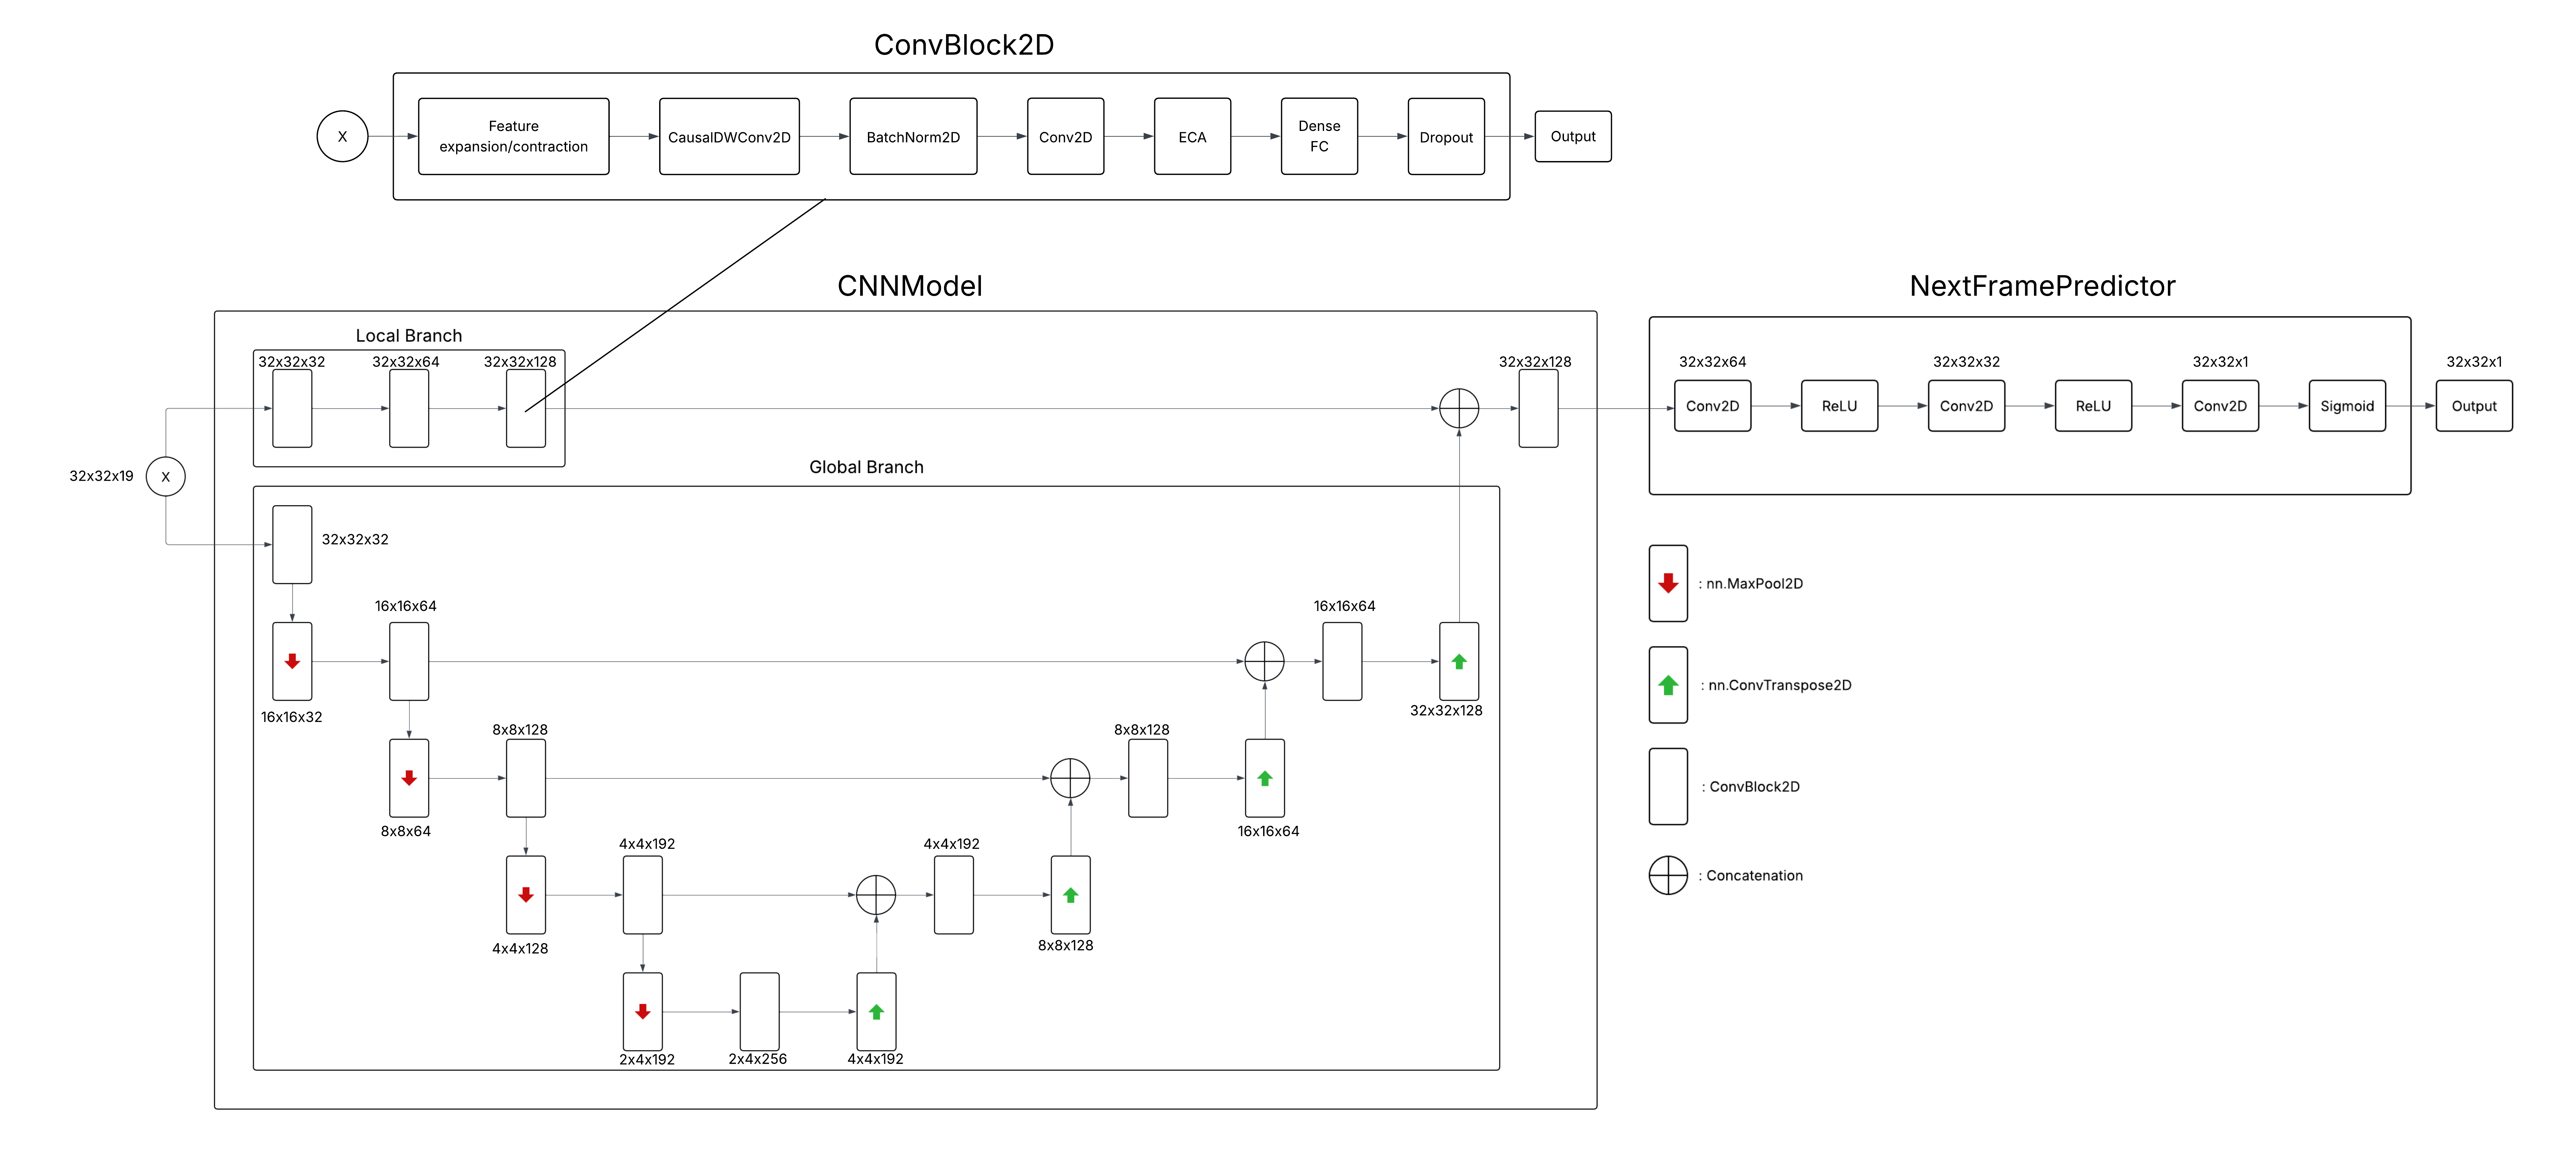 ConvBlock2D
X
Feature
expansion/contraction
CausalDWConv2D
BatchNorm2D
Conv2D
ECA
Dense
FC
Dropout
Output
CNNModel
NextFramePredictor
Local Branch
32x32x32
32x32x64
32x32x128
32x32x128
32x32x64
32x32x32
32x32x1
32x32x1
Conv2D
ReLU
Conv2D
ReLU
Conv2D
Sigmoid
Output
32x32x19
X
Global Branch
32x32x32
16x16x64
16x16x64
16x16x32
32x32x128
8x8x128
8x8x128
8x8x64
16x16x64
4x4x192
4x4x192
4x4x128
8x8x128
2x4x192
2x4x256
4x4x192
: nn.MaxPool2D
: nn.ConvTranspose2D
: ConvBlock2D
: Concatenation